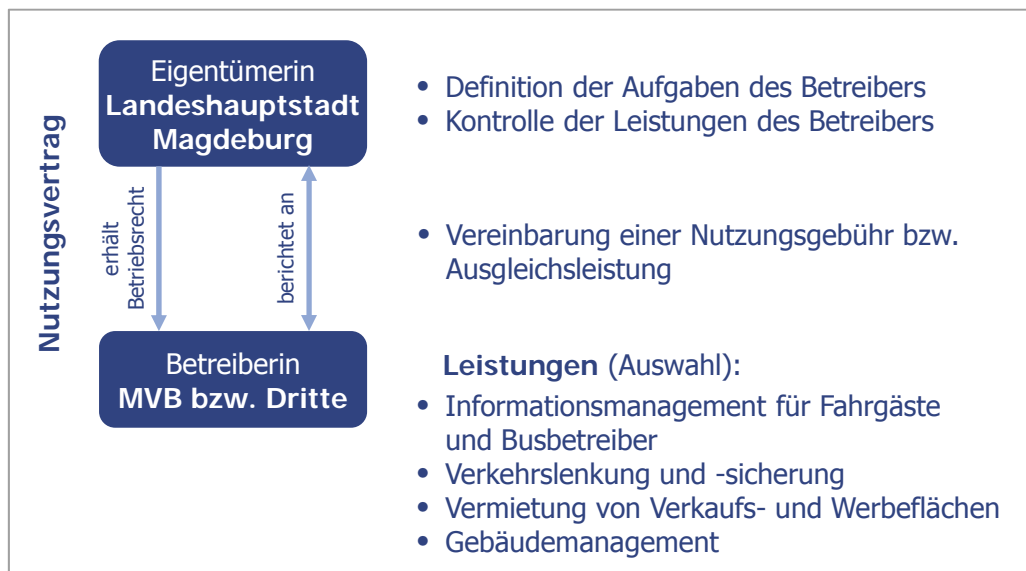 Nutzungsvertrag
Eigentümerin
Landeshauptstadt
Magdeburg
• Definition der Aufgaben des Betreibers
• Kontrolle der Leistungen des Betreibers
erhält
Betriebsrecht
berichtet an
• Vereinbarung einer Nutzungsgebühr bzw.
Ausgleichsleistung
Betreiberin
MVB bzw. Dritte
Leistungen (Auswahl):
• Informationsmanagement für Fahrgäste
und Busbetreiber
• Verkehrslenkung und -sicherung
• Vermietung von Verkaufs- und Werbeflächen
• Gebäudemanagement